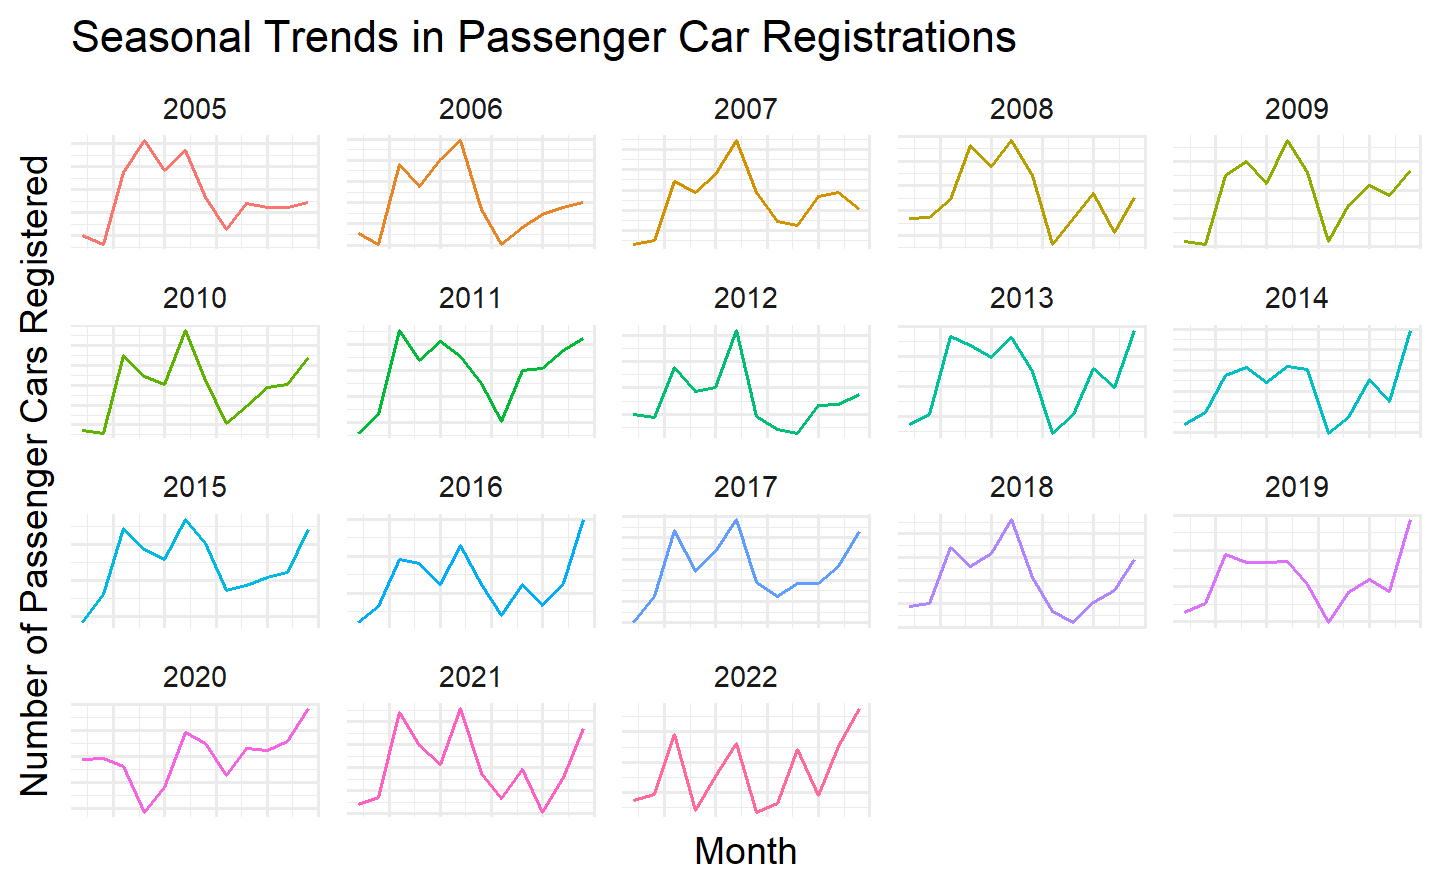 Seasonal Trends in Passenger Car Registrations
2005 2006 2007 2008 2009
2010 2011 2012 2013 2014
2015 2016 2017 2018 2019
2020 2021 2022
Number of Passenger Cars Registered
Month